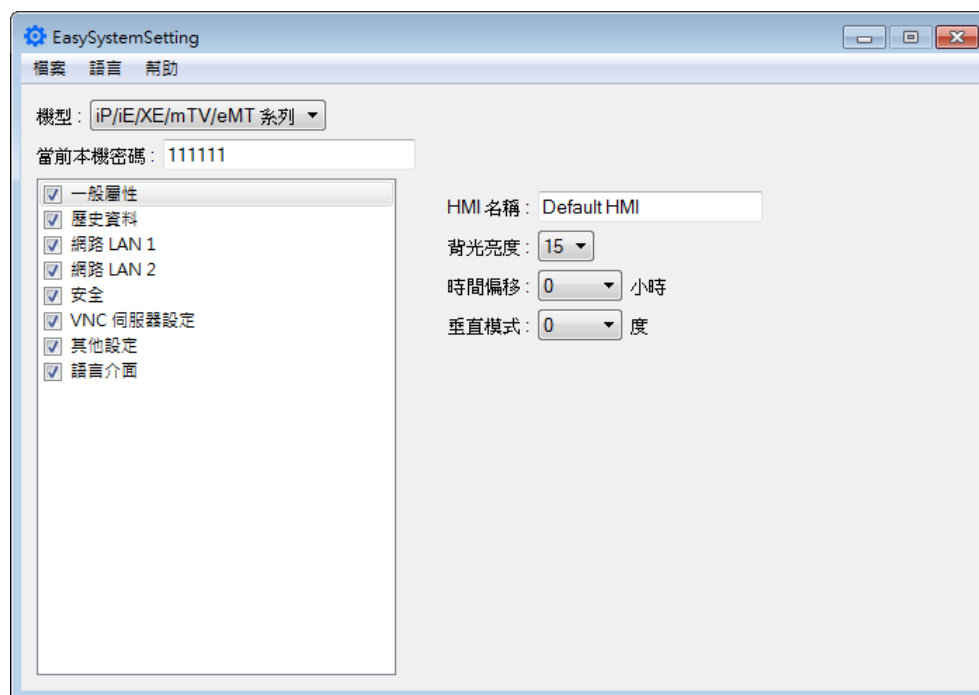 EasySystemSetting
檔案 語言 幫助
機型 : iP/iE/XE/mTV/eMT 系列
當前本機密碼 : 111111
一般屬性
歷史資料
網路 LAN 1
網路 LAN 2
安全
VNC 伺服器設定
其他設定
語言介面
HMI 名稱 : Default HMI
背光亮度 : 15
時間偏移 : 0 小時
垂直模式 : 0 度